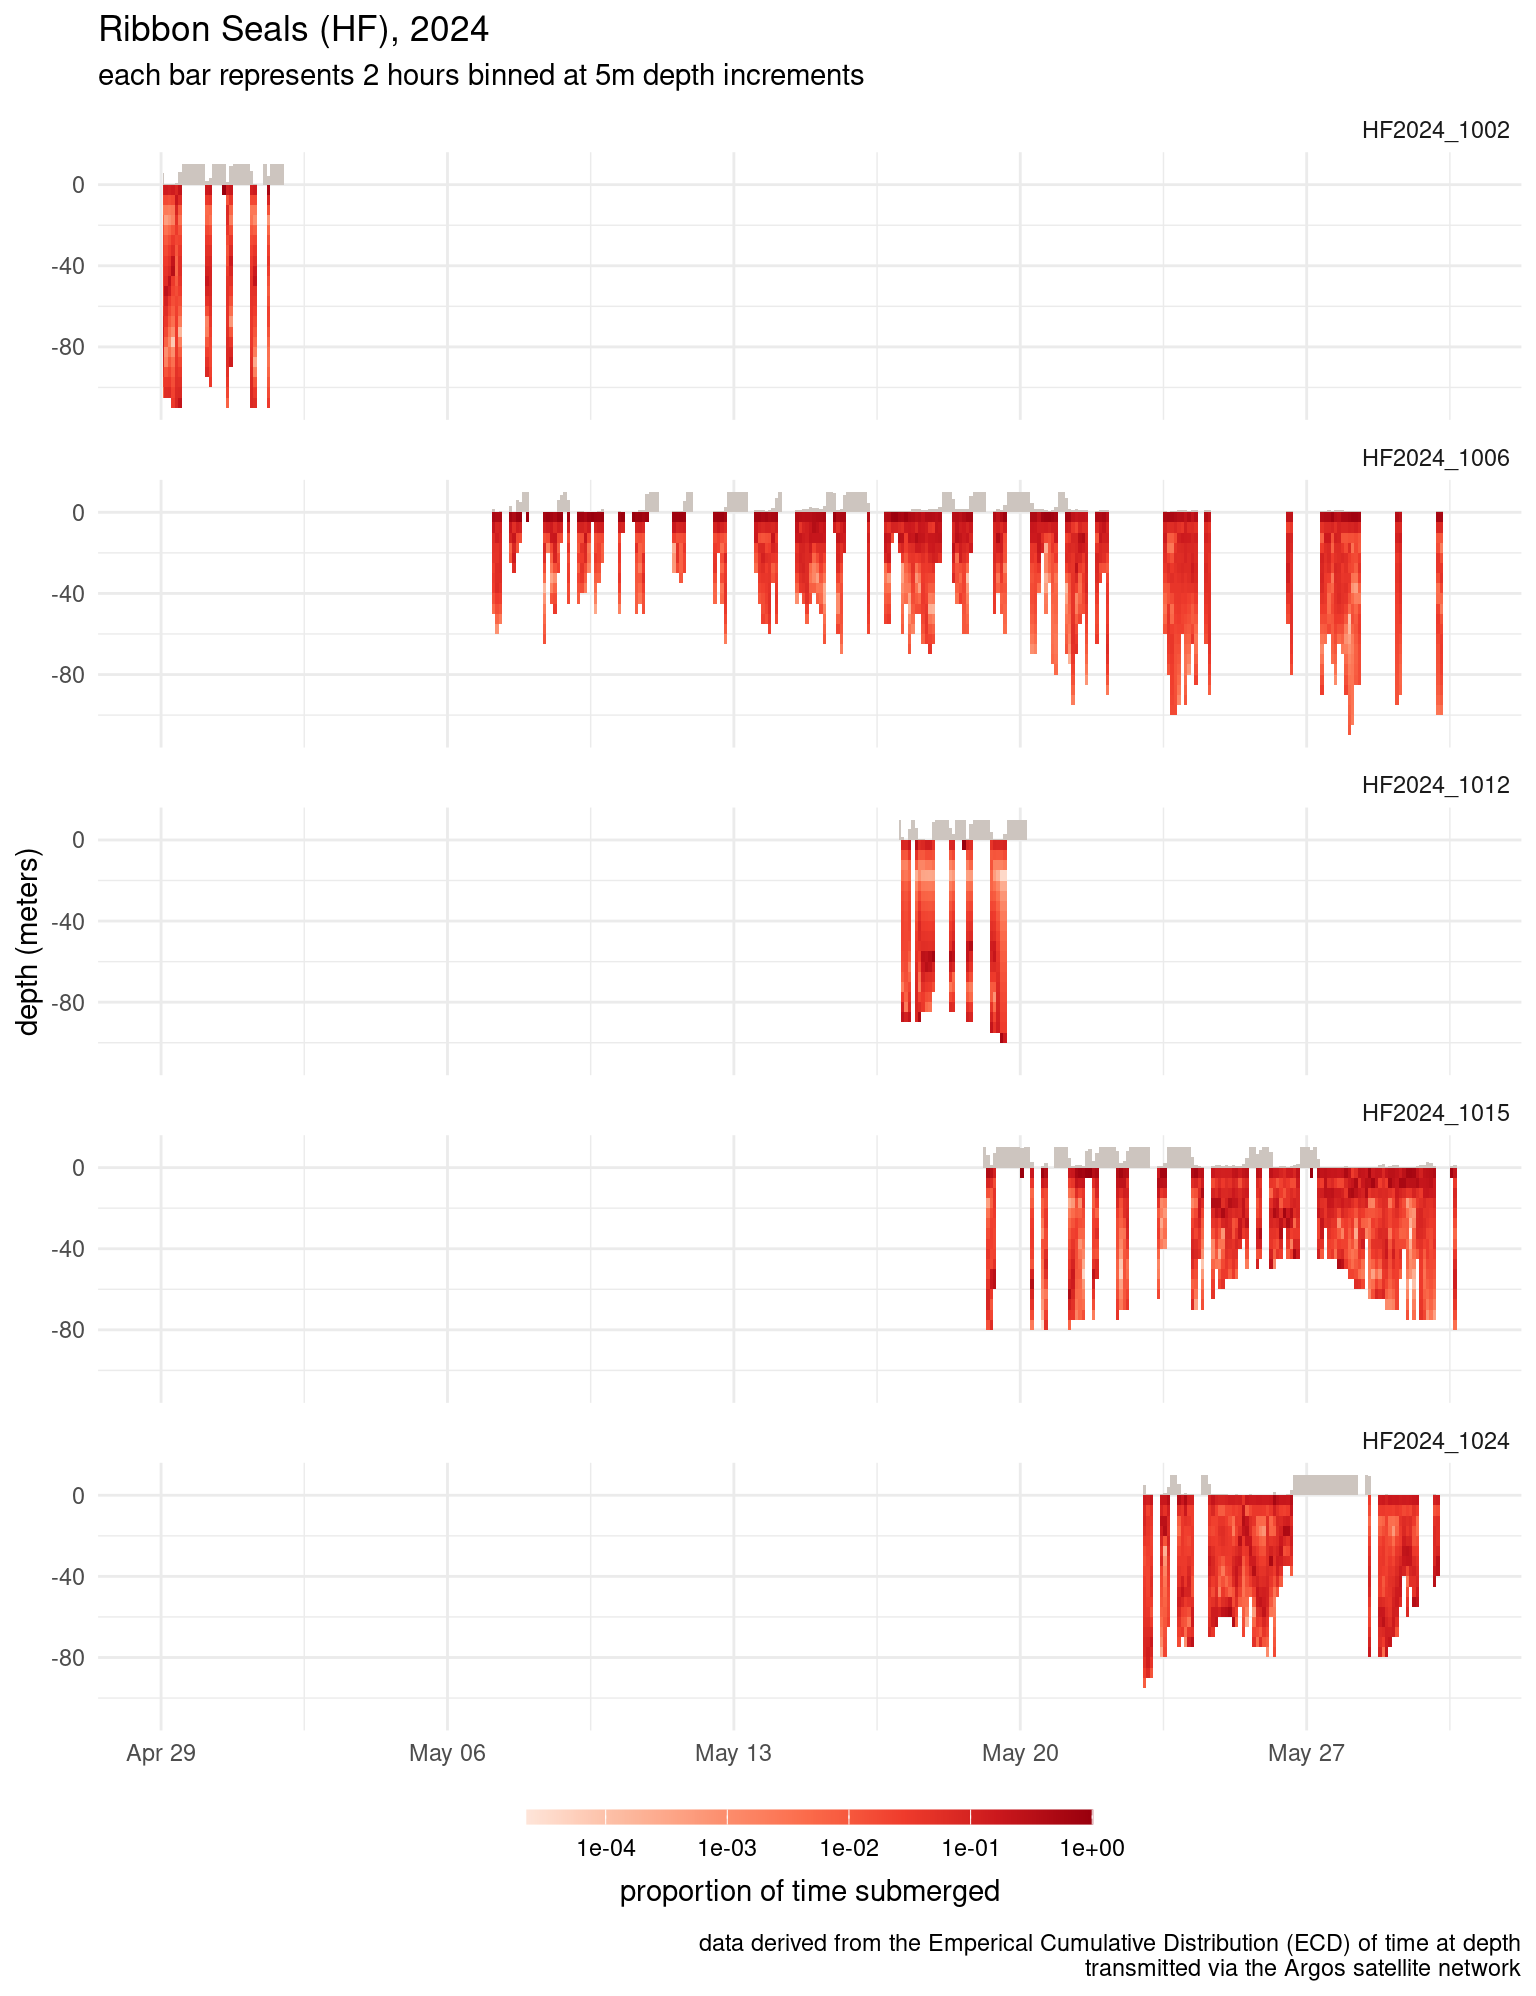 Ribbon Seals (HF), 2024
each bar represents 2 hours binned at 5m depth increments
HF2024_1002
0
-40
-80
HF2024_1006
0
-40
-80
HF2024_1012
0
-40
-80
HF2024_1015
0
-40
-80
HF2024_1024
0
-40
-80
depth (meters)
Apr 29 May 06 May 13 May 20 May 27
1e-04 1e-03 1e-02 1e-01 1e+00
proportion of time submerged
data derived from the Emperical Cumulative Distribution (ECD) of time at depth
transmitted via the Argos satellite network